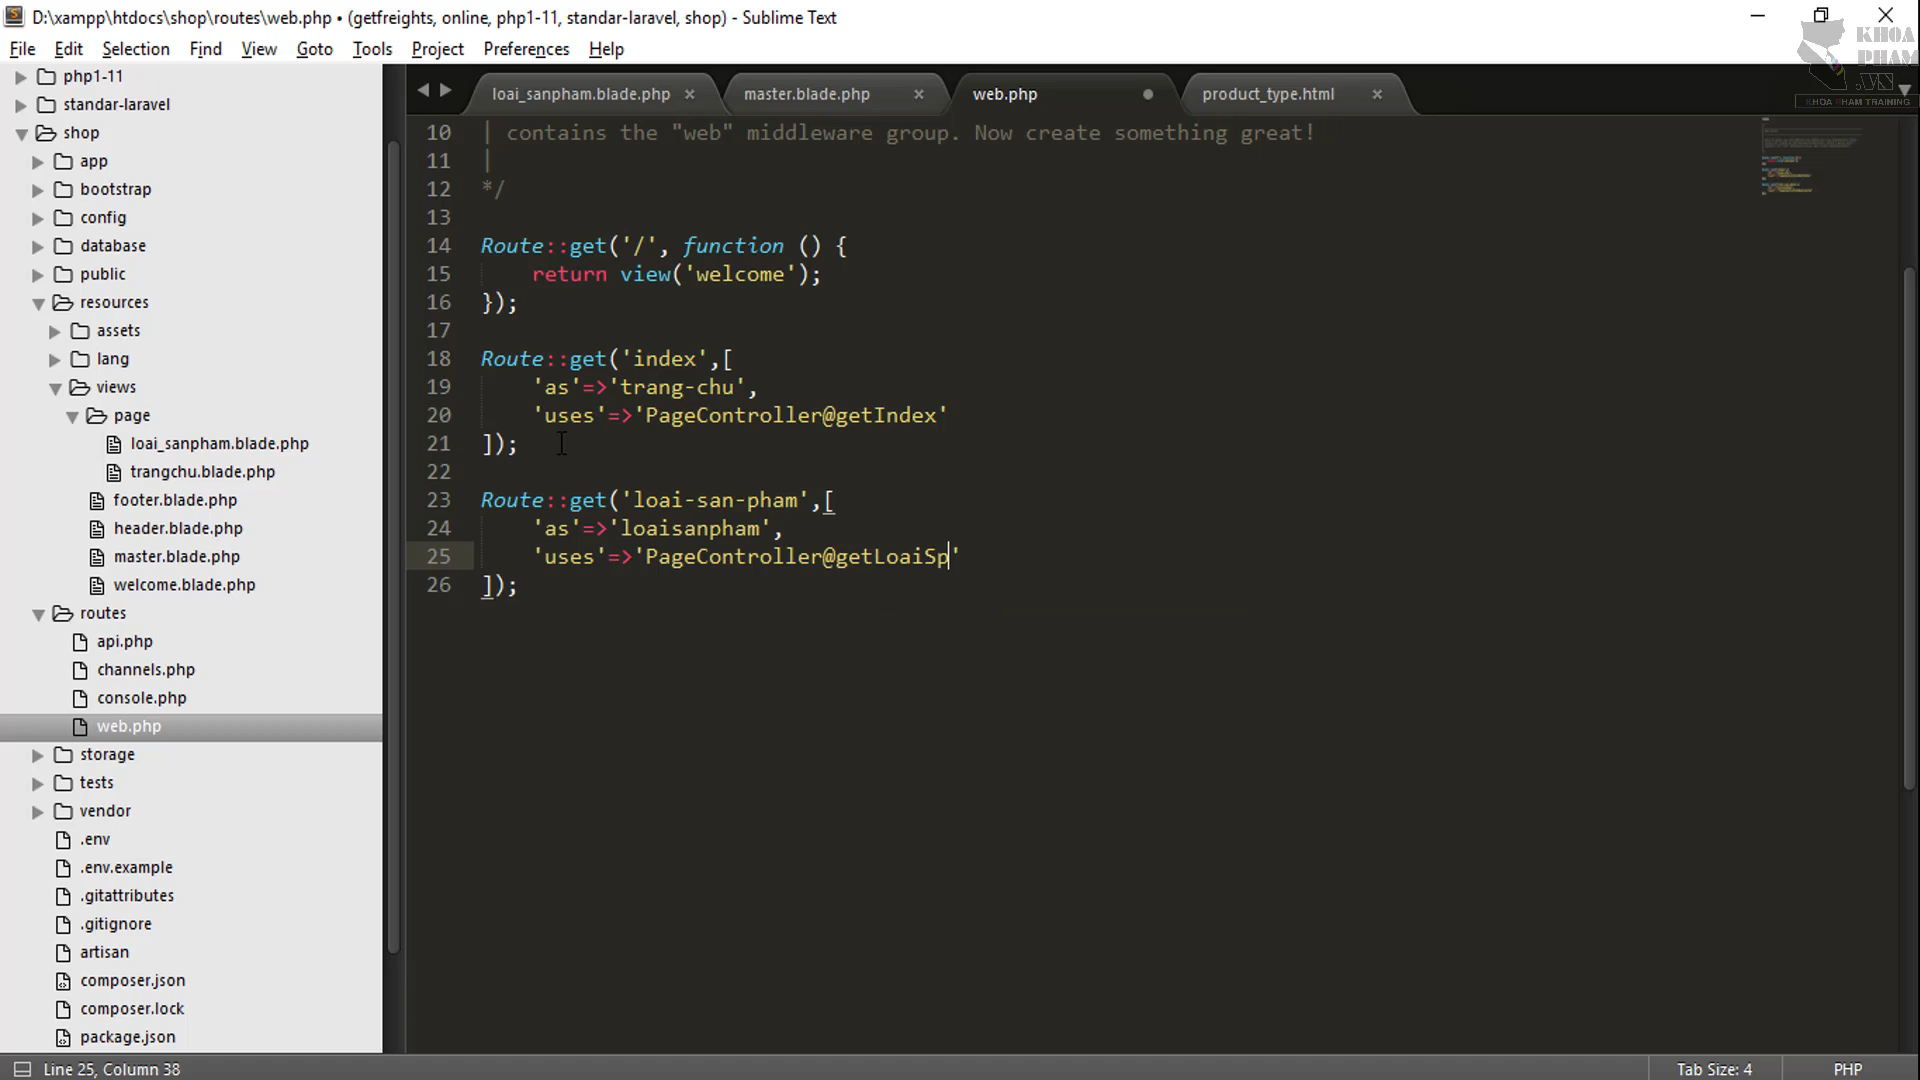 D:\xampp\htdocs\shop\routes\web.php • (getfreights, online, php1-11, standar-laravel, shop) - Sublime Text
File Edit Selection Find View Goto Tools Project Preferences Help
KHOA
PHAM
.VN
KHOA PHAM TRAINING
php1-11
standar-laravel
shop
app
bootstrap
config
database
public
resources
assets
lang
views
page
loai_sanpham.blade.php
trangchu.blade.php
footer.blade.php
header.blade.php
master.blade.php
welcome.blade.php
routes
api.php
channels.php
console.php
web.php
storage
tests
vendor
.env
.env.example
.gitattributes
.gitignore
artisan
composer.json
composer.lock
package.json
loai_sanpham.blade.php × master.blade.php × web.php product_type.html ×
10 | contains the "web" middleware group. Now create something great!
11 |
12 */
13
14 Route::get('/', function () {
15 return view('welcome');
16 });
17
18 Route::get('index',[
19 'as'=>'trang-chu',
20 'uses'=>'PageController@getIndex'
21 ]);
22
23 Route::get('loai-san-pham',[
24 'as'=>'loaisanpham',
25 'uses'=>'PageController@getLoaiSp'
26 ]);
Line 25, Column 38 Tab Size: 4 PHP